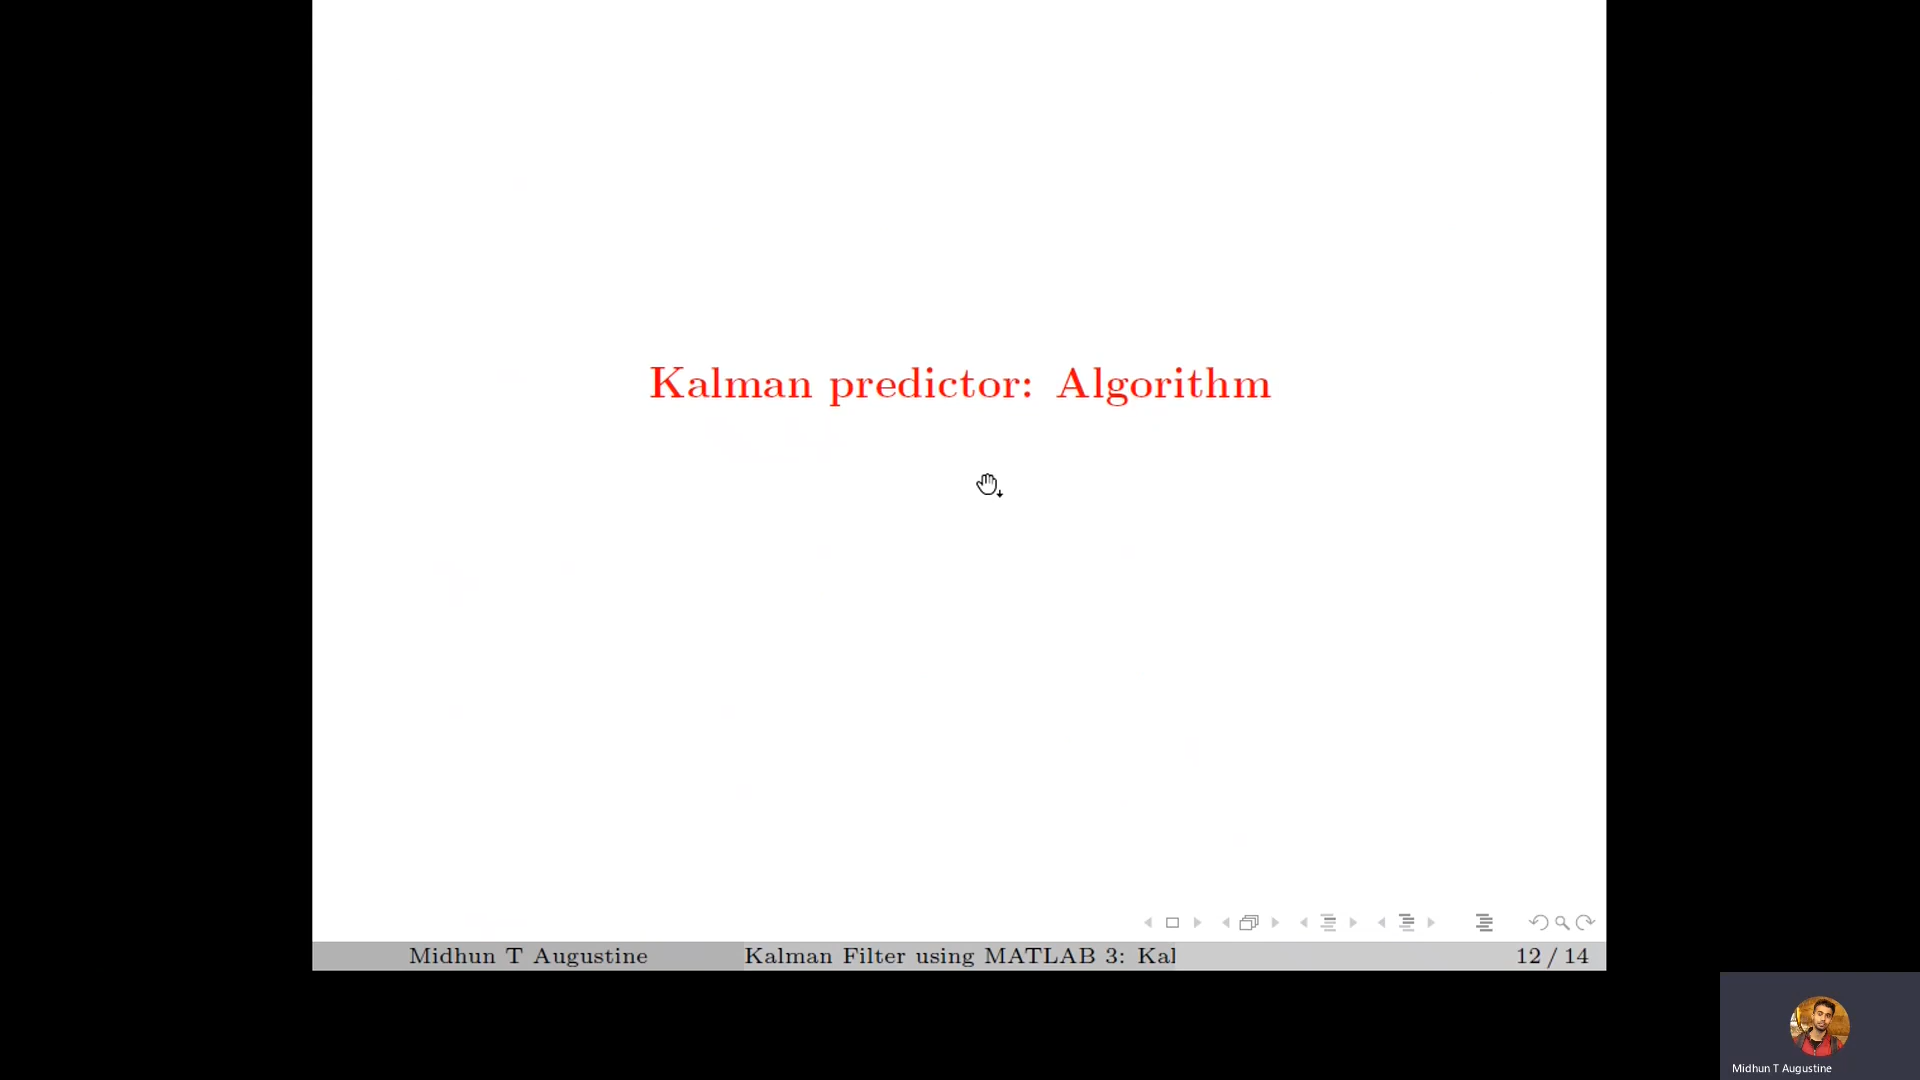 Kalman predictor: Algorithm
Midhun T Augustine
Kalman Filter using MATLAB 3: Kal
12 / 14
Midhun T Augustine